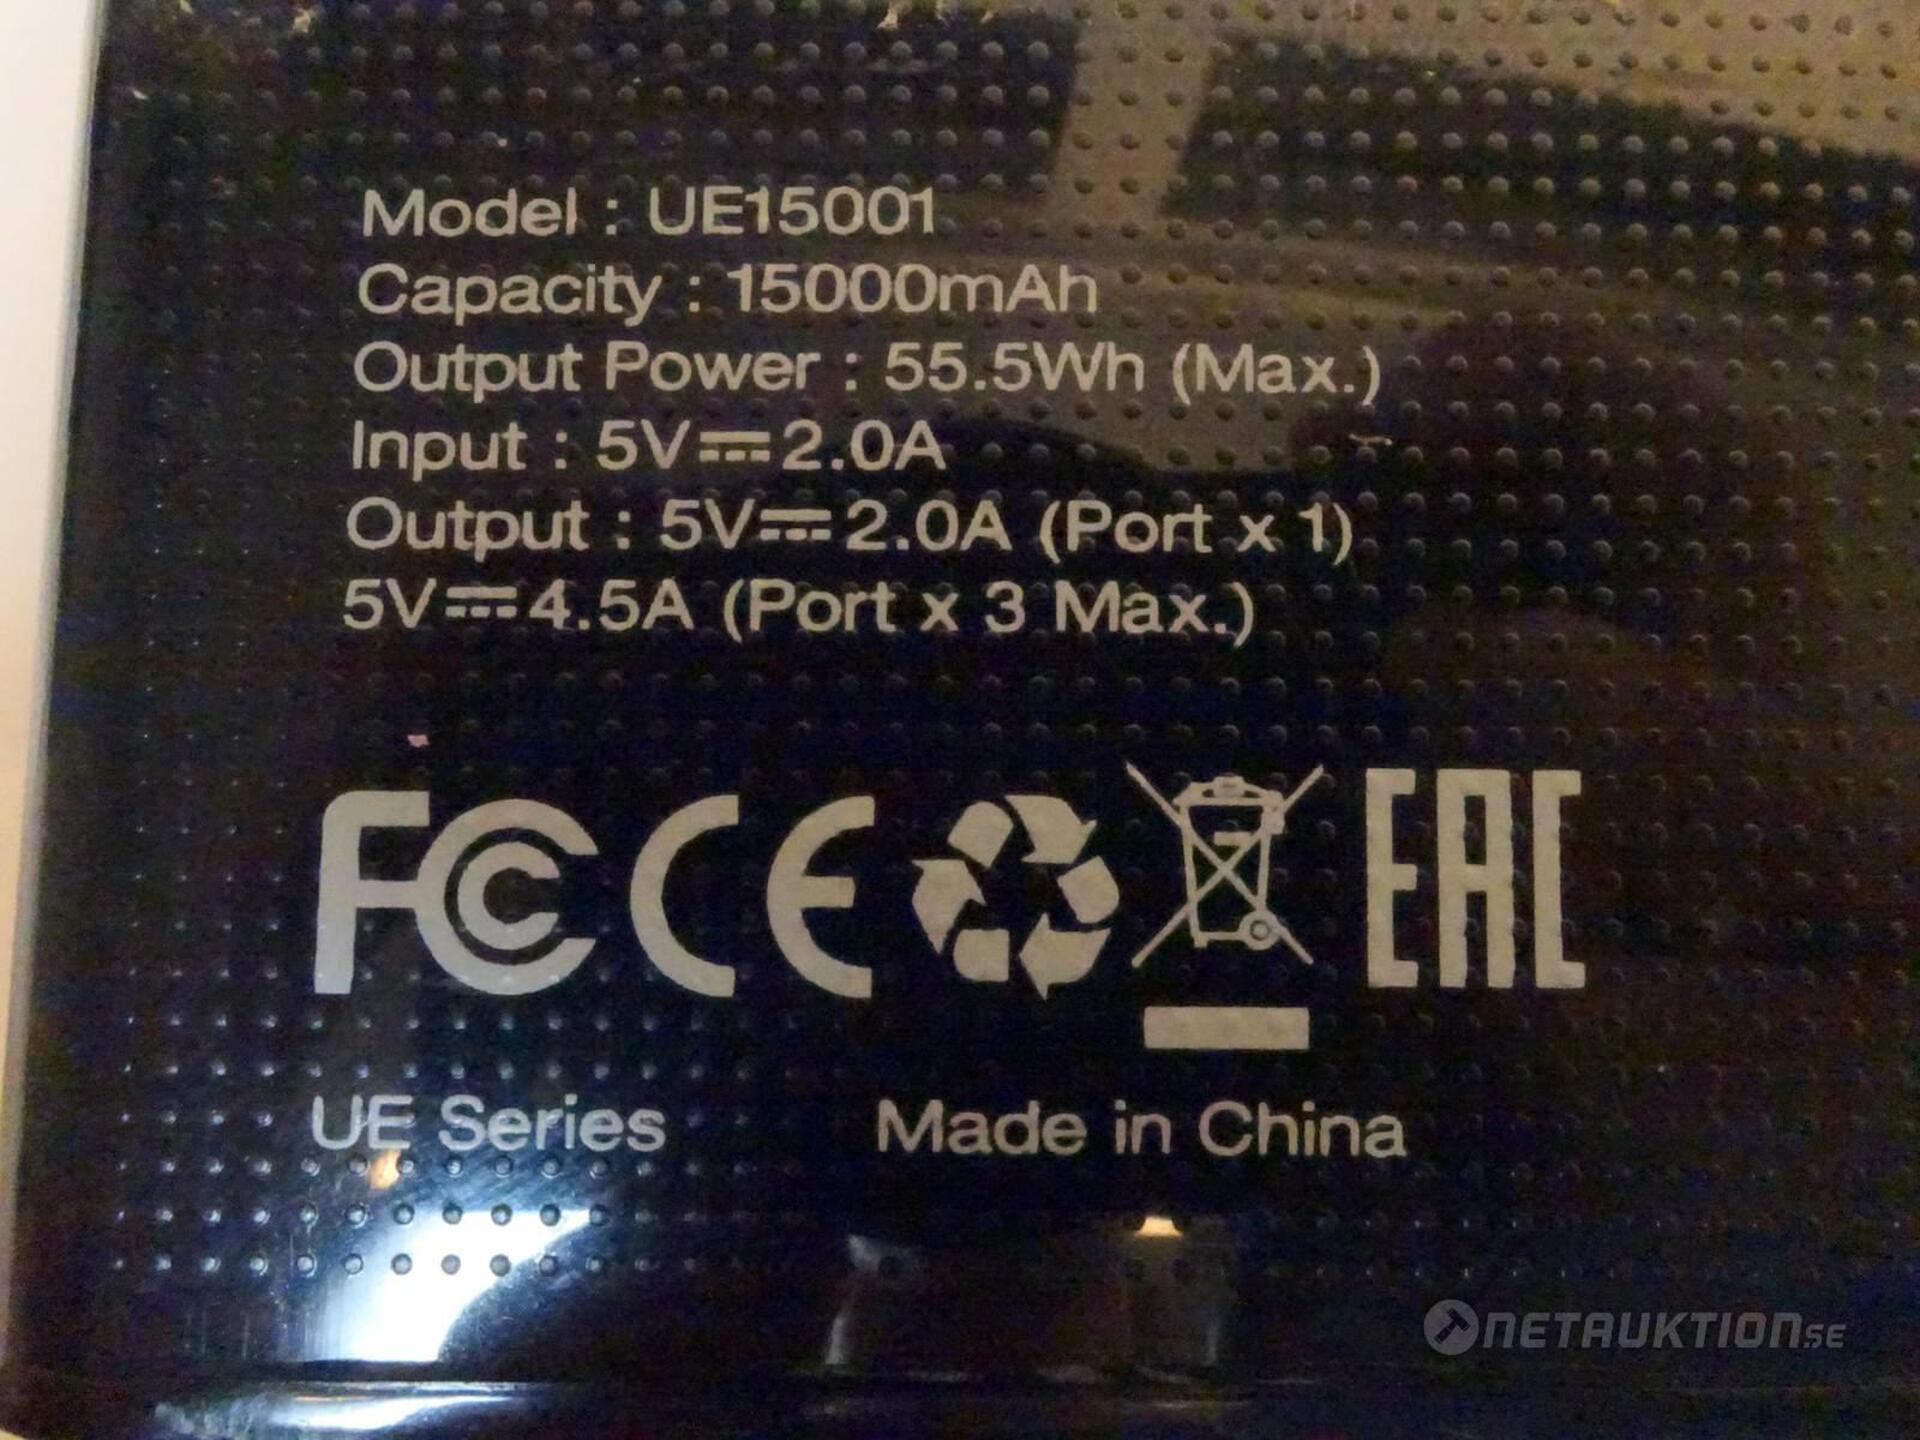 Model : UE15001
Capacity : 15000mAh
Output Power : 55.5Wh (Max.)
Input : 5V⎓2.0A
Output : 5V⎓2.0A (Port x 1)
5V⎓4.5A (Port x 3 Max.)
FC CE EAC
UE Series Made in China
NETAUKTION.SE